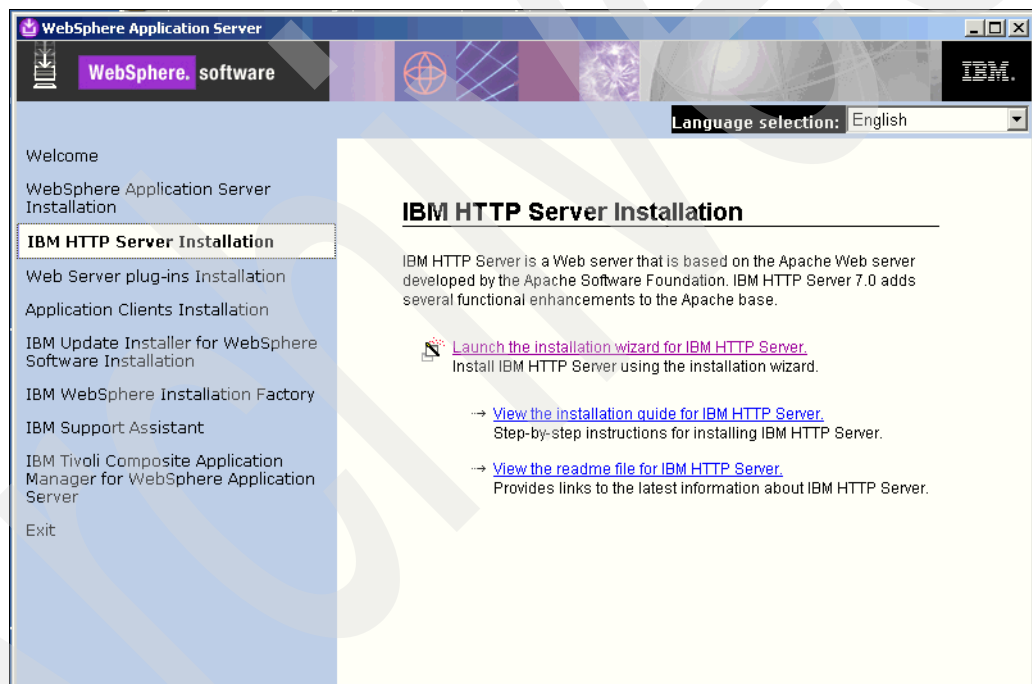 WebSphere Application Server
WebSphere. software
IBM.
Language selection: English
Welcome
WebSphere Application Server
Installation
IBM HTTP Server Installation
Web Server plug-ins Installation
Application Clients Installation
IBM Update Installer for WebSphere
Software Installation
IBM WebSphere Installation Factory
IBM Support Assistant
IBM Tivoli Composite Application
Manager for WebSphere Application
Server
Exit
IBM HTTP Server Installation
IBM HTTP Server is a Web server that is based on the Apache Web server
developed by the Apache Software Foundation. IBM HTTP Server 7.0 adds
several functional enhancements to the Apache base.
Launch the installation wizard for IBM HTTP Server.
Install IBM HTTP Server using the installation wizard.
View the installation guide for IBM HTTP Server.
Step-by-step instructions for installing IBM HTTP Server.
View the readme file for IBM HTTP Server.
Provides links to the latest information about IBM HTTP Server.